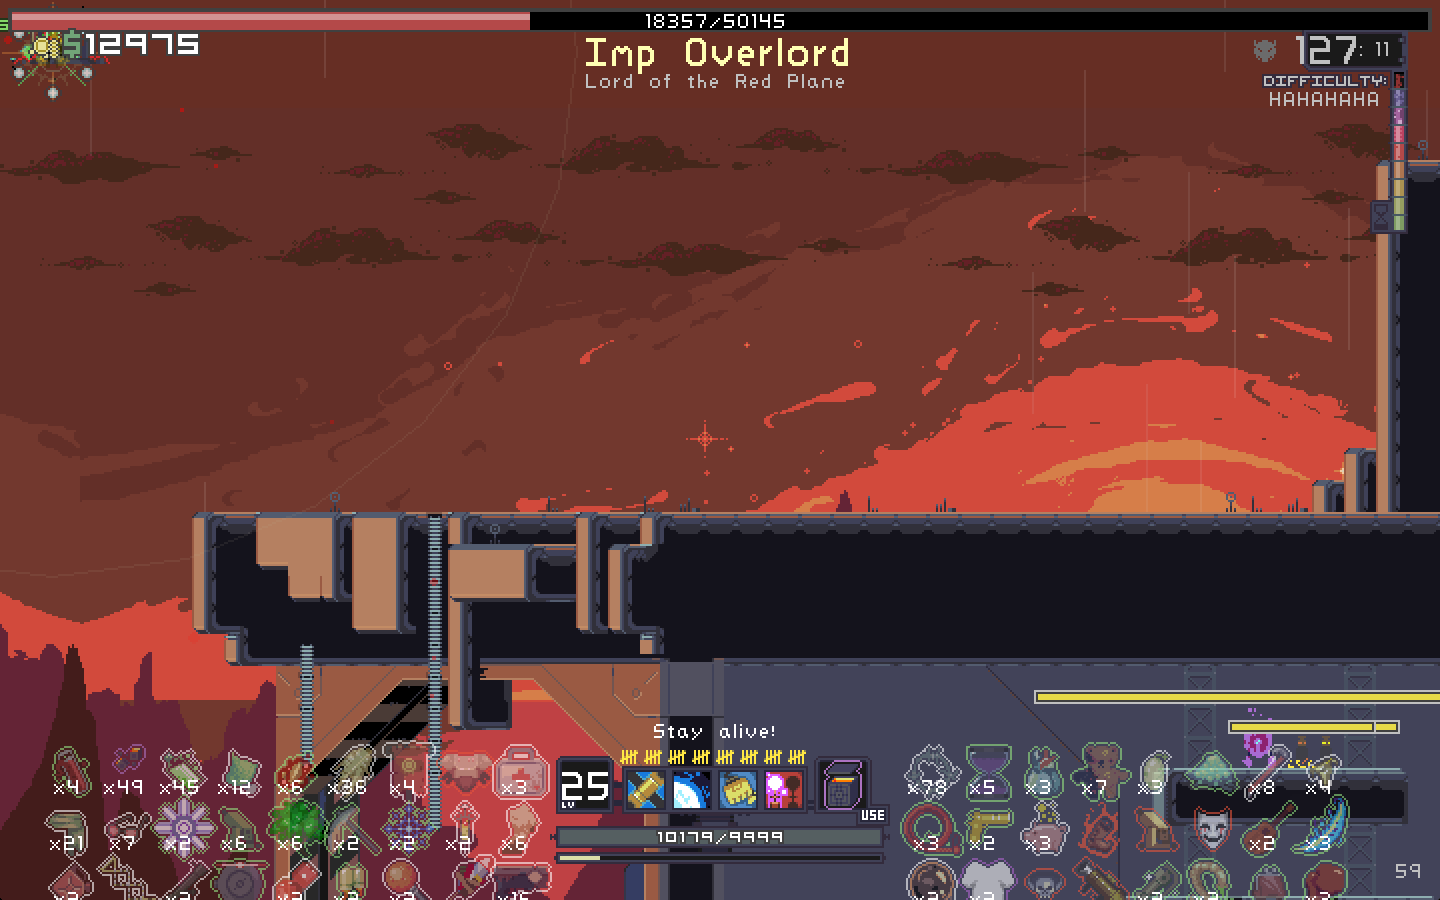 18357/50145
$12975
Imp Overlord
Lord of the Red Plane
127:11
DIFFICULTY:
HAHAHAHA
Stay alive!
x4 x49 x45 x12 x6 x38 x4 x3
25
LV
USE
x78 x5 x3 x7 x3 x8 x4
x21 x7 x2 x6 x6 x2 x2 x2 x6
10179/9999
x3 x2 x3 x2 x3
59